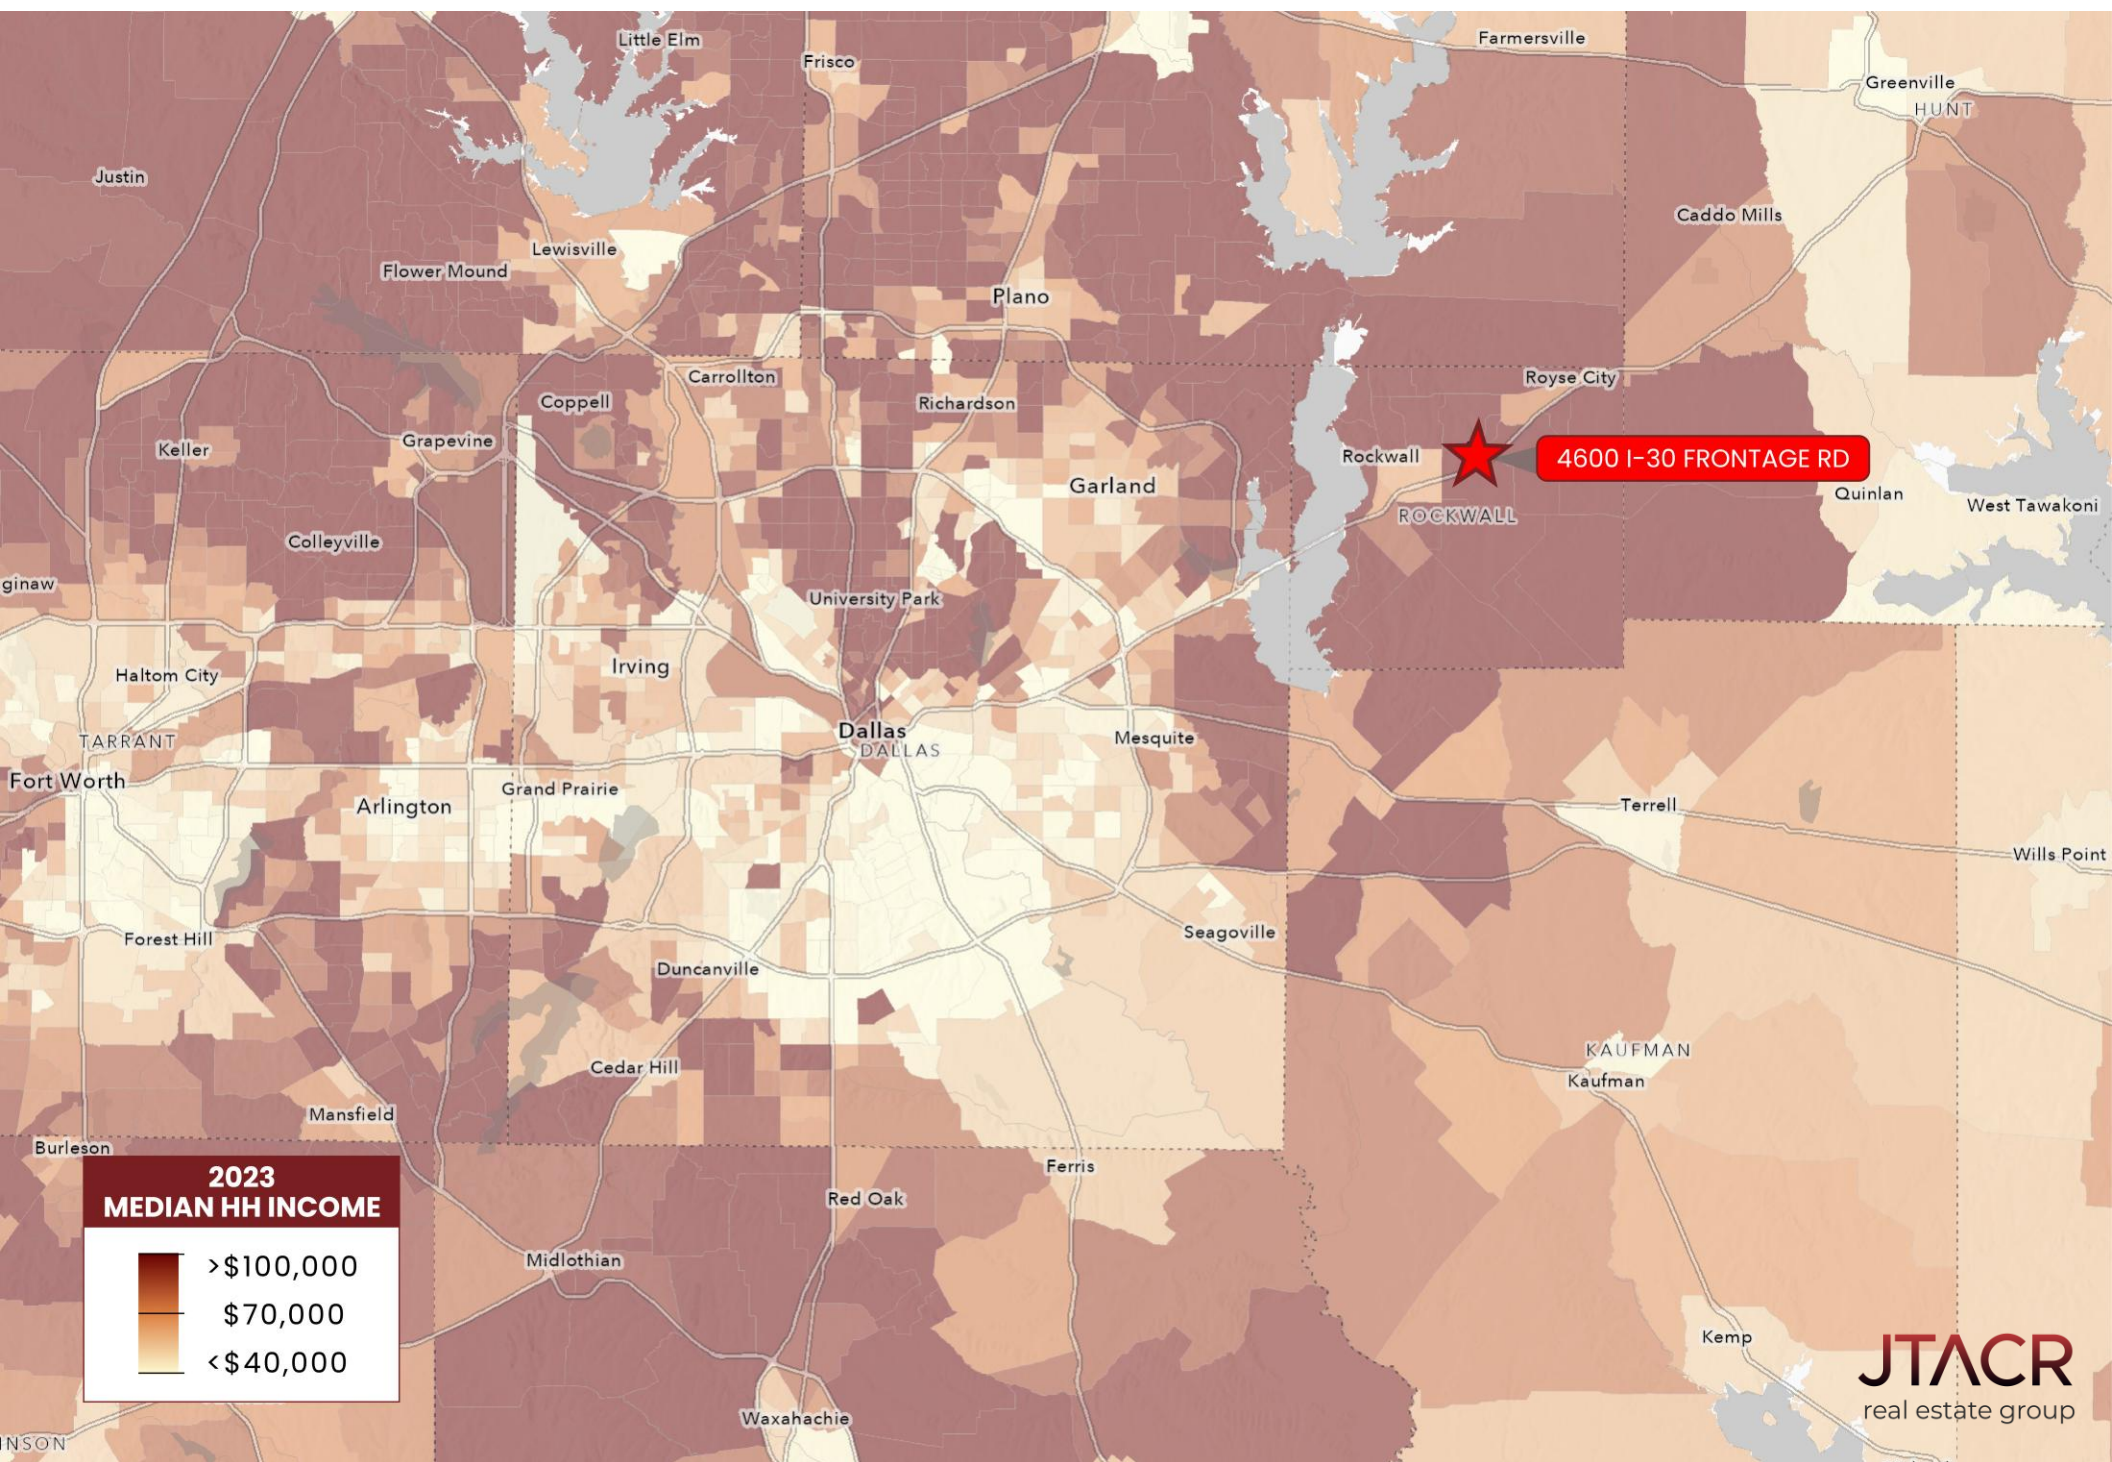 Little Elm
Farmersville
Frisco
Greenville
HUNT
Justin
Caddo Mills
Lewisville
Flower Mound
Plano
Carrollton
Royse City
Coppell
Richardson
Grapevine
Keller
Rockwall
4600 I-30 FRONTAGE RD
Garland
Quinlan
West Tawakoni
ROCKWALL
Colleyville
ginaw
University Park
Irving
Haltom City
Dallas
DALLAS
Mesquite
TARRANT
Fort Worth
Grand Prairie
Arlington
Terrell
Wills Point
Seagoville
Forest Hill
Duncanville
KAUFMAN
Cedar Hill
Kaufman
Mansfield
Burleson
Ferris
Red Oak
Midlothian
Kemp
Waxahachie
INSON
2023
MEDIAN HH INCOME
>$100,000
$70,000
<$40,000
JTACR
real estate group